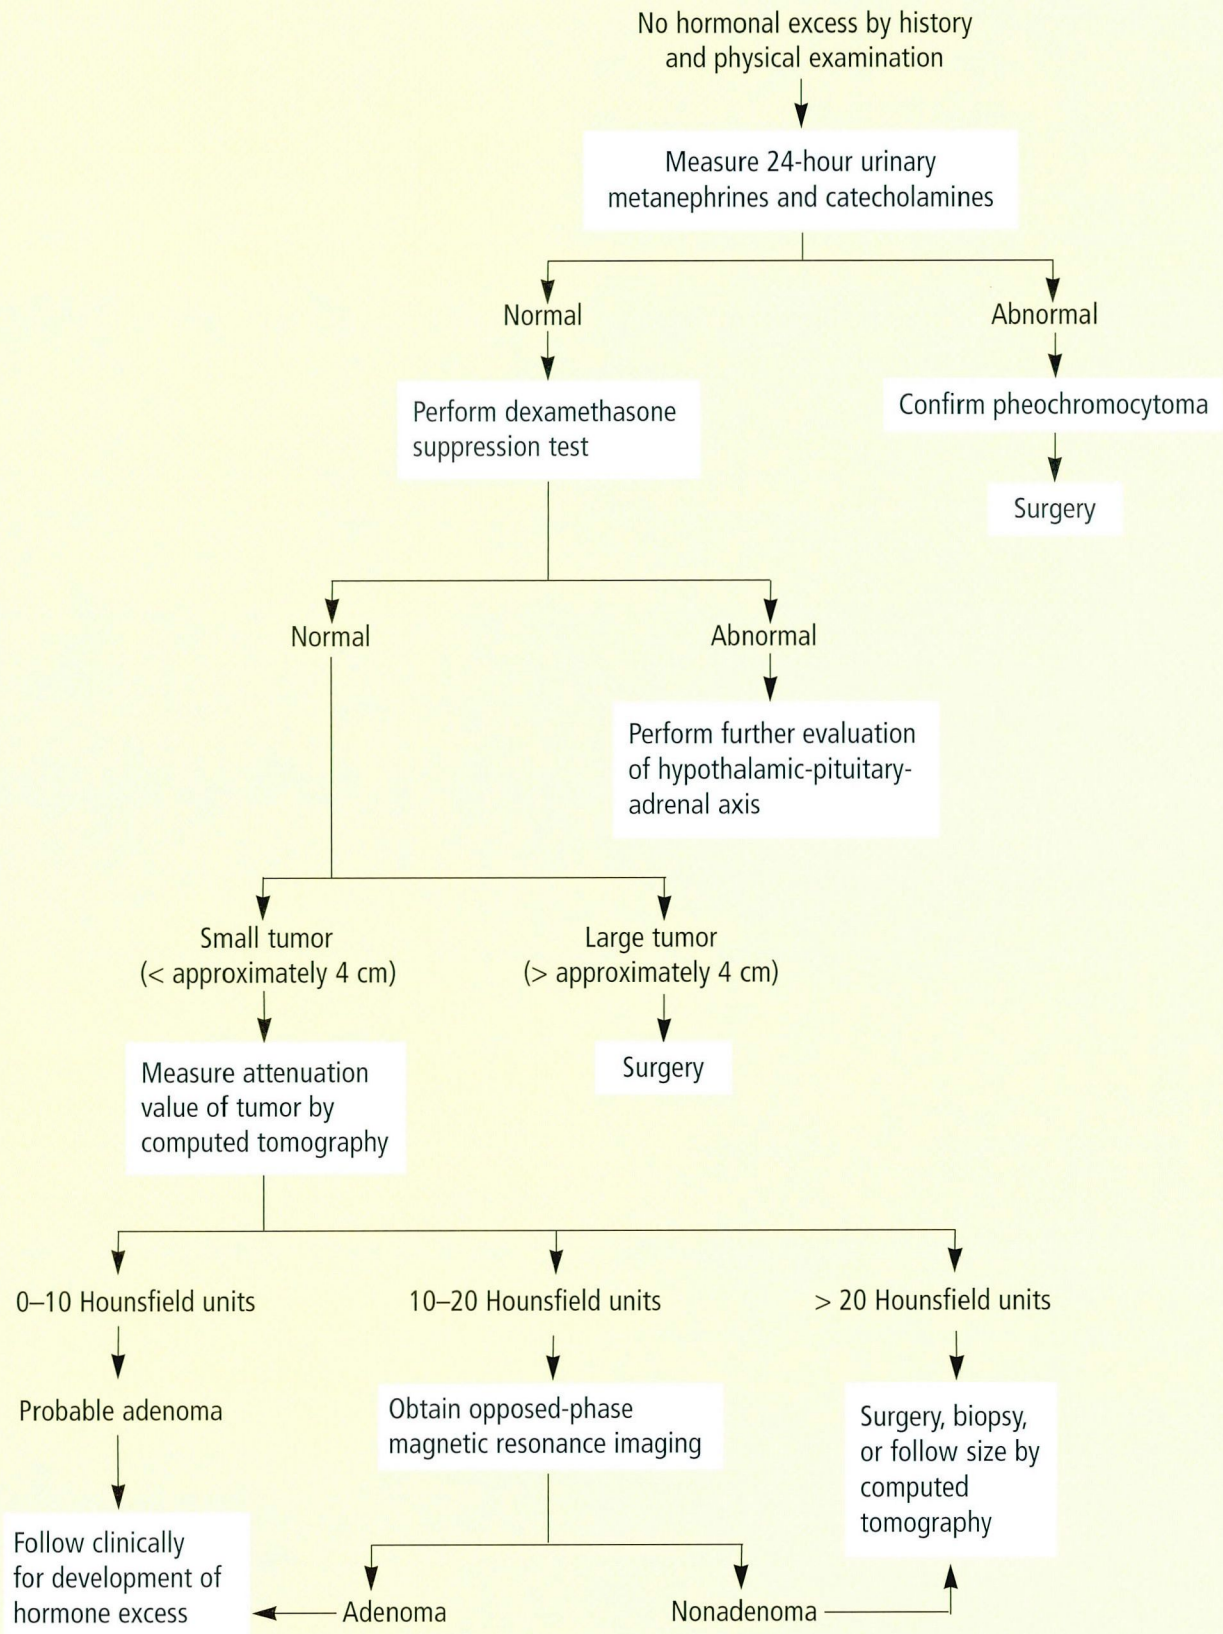 No hormonal excess by history
and physical examination
Measure 24-hour urinary
metanephrines and catecholamines
Normal
Abnormal
Perform dexamethasone
suppression test
Confirm pheochromocytoma
Surgery
Normal
Abnormal
Perform further evaluation
of hypothalamic-pituitary-
adrenal axis
Small tumor
(< approximately 4 cm)
Large tumor
(> approximately 4 cm)
Measure attenuation
value of tumor by
computed tomography
Surgery
0–10 Hounsfield units
10–20 Hounsfield units
> 20 Hounsfield units
Probable adenoma
Obtain opposed-phase
magnetic resonance imaging
Surgery, biopsy,
or follow size by
computed
tomography
Follow clinically
for development of
hormone excess
Adenoma
Nonadenoma